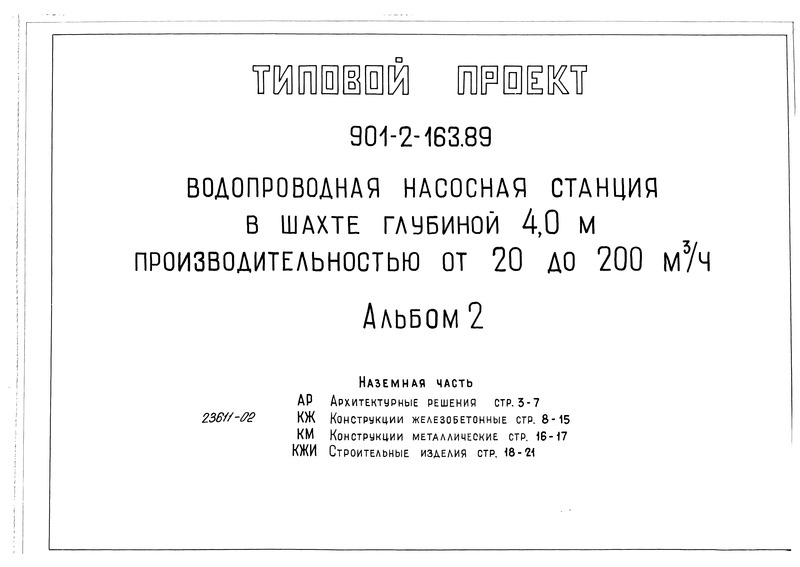 ТИПОВОЙ ПРОЕКТ
901-2-163.89
ВОДОПРОВОДНАЯ НАСОСНАЯ СТАНЦИЯ
В ШАХТЕ ГЛУБИНОЙ 4,0 М
ПРОИЗВОДИТЕЛЬНОСТЬЮ ОТ 20 ДО 200 М³/Ч
АЛЬБОМ 2
НАЗЕМНАЯ ЧАСТЬ
АР АРХИТЕКТУРНЫЕ РЕШЕНИЯ СТР. 3-7
23611-02 КЖ КОНСТРУКЦИИ ЖЕЛЕЗОБЕТОННЫЕ СТР. 8-15
КМ КОНСТРУКЦИИ МЕТАЛЛИЧЕСКИЕ СТР. 16-17
КЖИ СТРОИТЕЛЬНЫЕ ИЗДЕЛИЯ СТР. 18-21